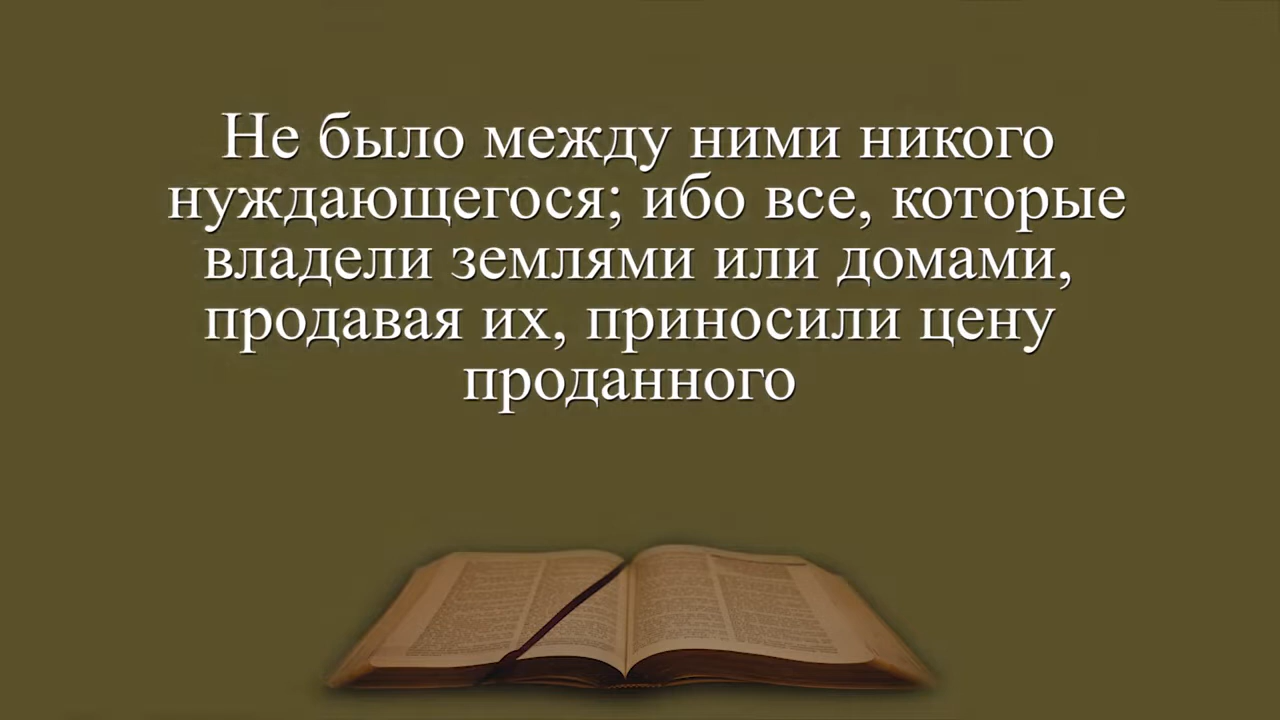 Не было между ними никого
нуждающегося; ибо все, которые
владели землями или домами,
продавая их, приносили цену
проданного